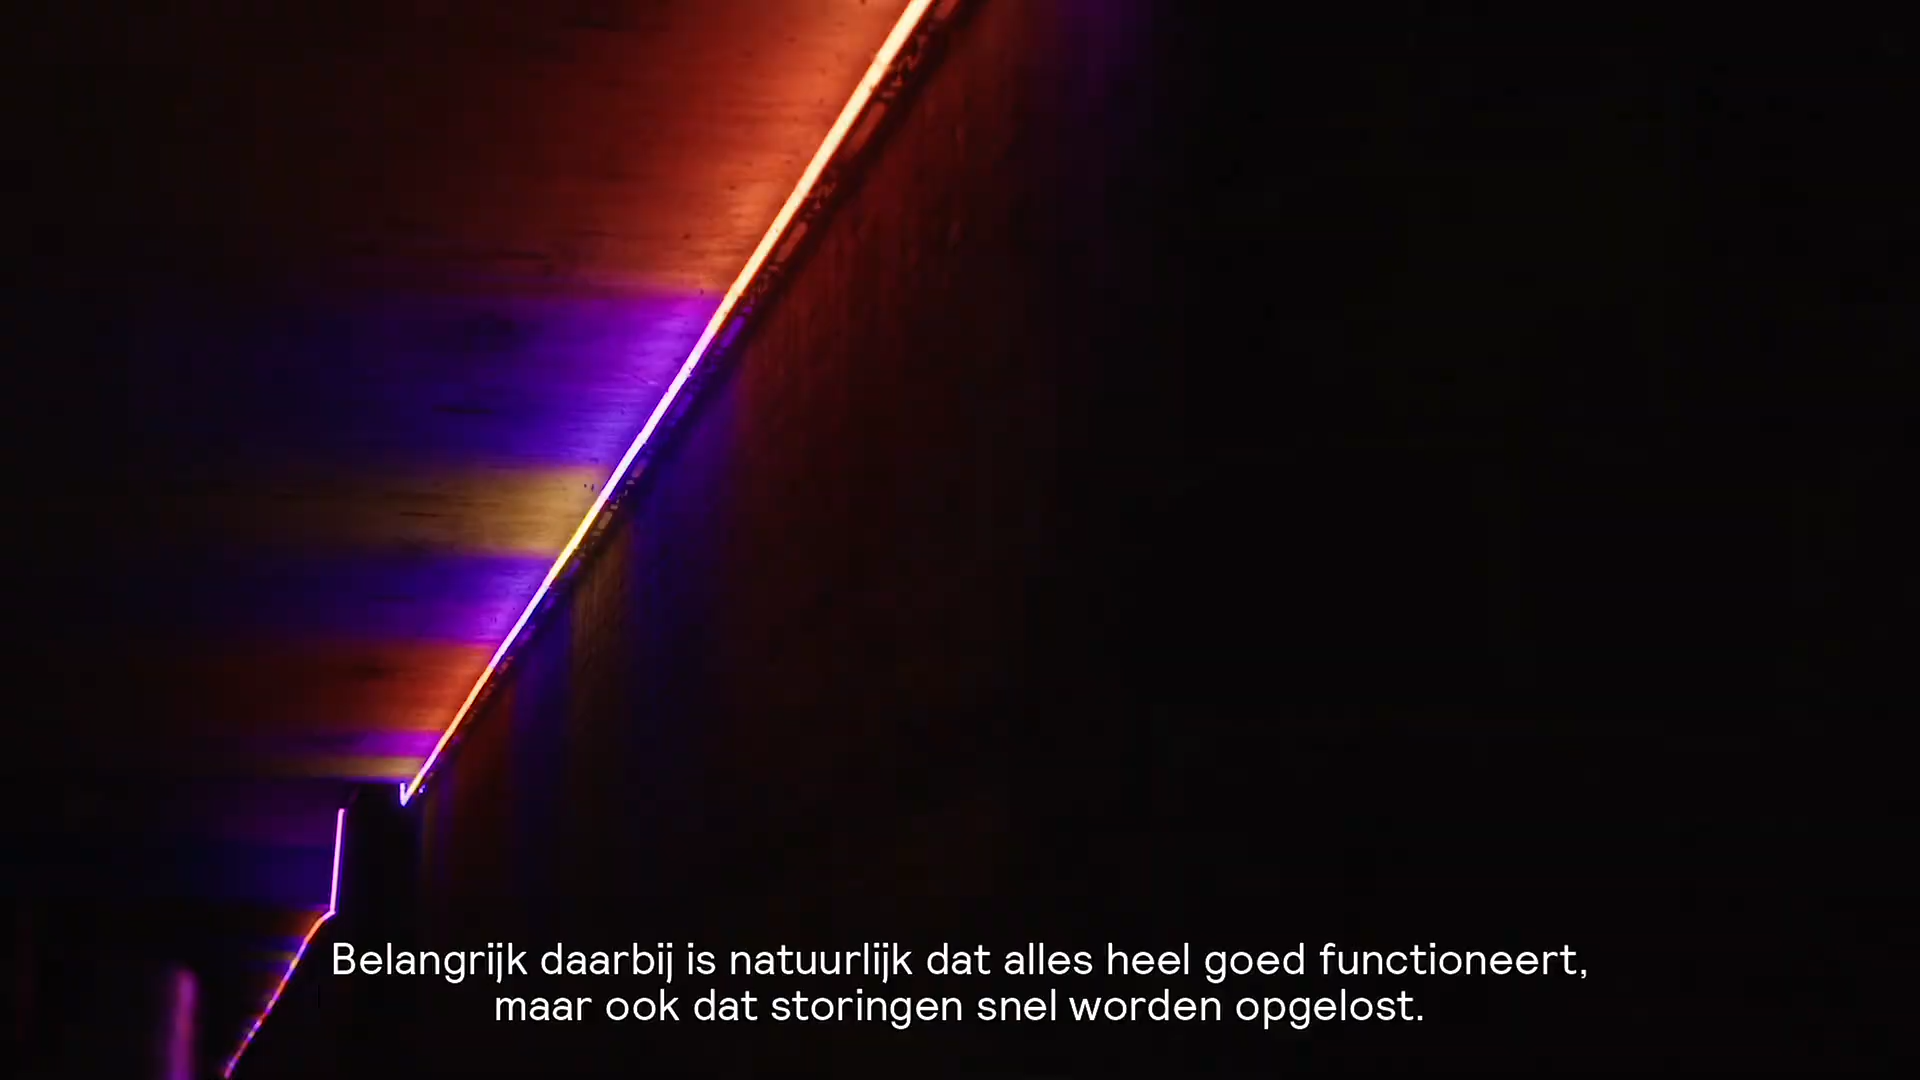 Belangrijk daarbij is natuurlijk dat alles heel goed functioneert,
maar ook dat storingen snel worden opgelost.